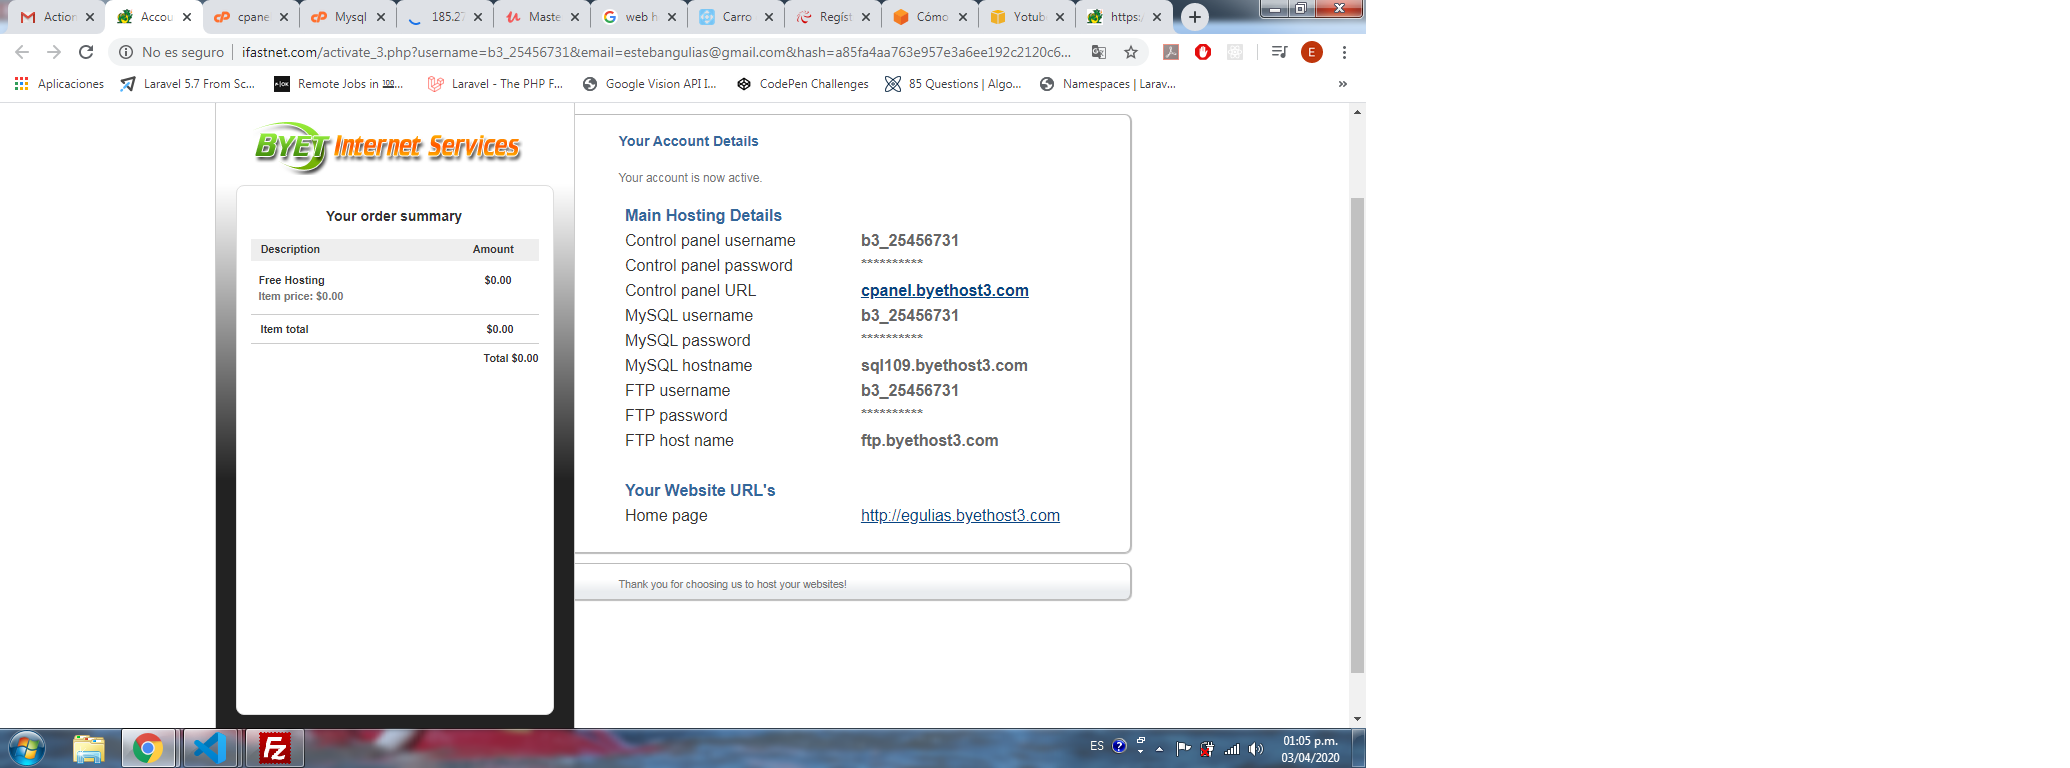 Action
Accou
cpane
Mysql
185.27
Maste
web h
Carro
Regist
Cómo
Yotub
https:
No es seguro
ifastnet.com/activate_3.php?username=b3_25456731&email=estebangulias@gmail.com&hash=a85fa4aa763e957e3a6ee192c2120c6...
E
Aplicaciones
Laravel 5.7 From Sc...
Remote Jobs in 💯...
Laravel - The PHP F...
Google Vision API I...
CodePen Challenges
85 Questions | Algo...
Namespaces | Larav...
»
BYET Internet Services
Your order summary
Description Amount
Free Hosting $0.00
Item price: $0.00
Item total $0.00
Total $0.00
Your Account Details
Your account is now active.
Main Hosting Details
Control panel username b3_25456731
Control panel password **********
Control panel URL cpanel.byethost3.com
MySQL username b3_25456731
MySQL password **********
MySQL hostname sql109.byethost3.com
FTP username b3_25456731
FTP password **********
FTP host name ftp.byethost3.com
Your Website URL's
Home page http://egulias.byethost3.com
Thank you for choosing us to host your websites!
ES
01:05 p.m.
03/04/2020